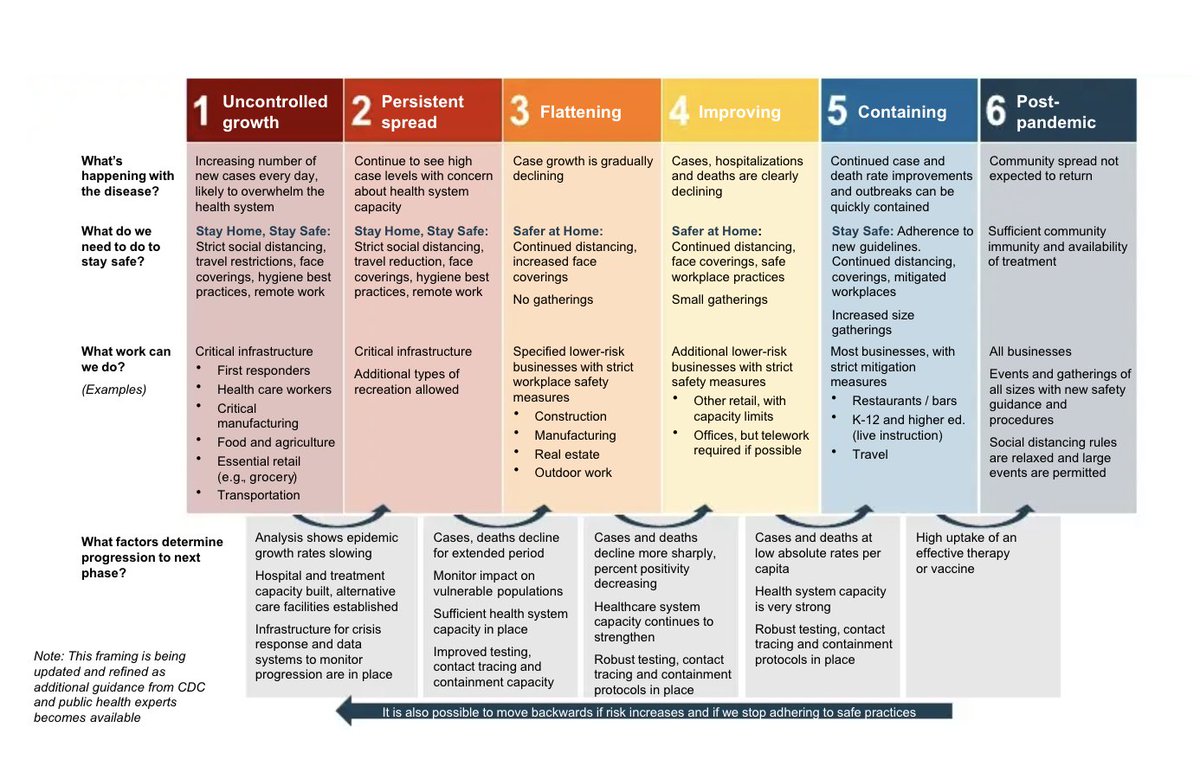 1 Uncontrolled
growth
2 Persistent
spread
3 Flattening
4 Improving
5 Containing
6 Post-
pandemic
What's
happening with
the disease?
Increasing number of
new cases every day,
likely to overwhelm the
health system
Continue to see high
case levels with concern
about health system
capacity
Case growth is gradually
declining
Cases, hospitalizations
and deaths are clearly
declining
Continued case and
death rate improvements
and outbreaks can be
quickly contained
Community spread not
expected to return
What do we
need to do to
stay safe?
Stay Home, Stay Safe:
Strict social distancing,
travel restrictions, face
coverings, hygiene best
practices, remote work
Stay Home, Stay Safe:
Strict social distancing,
travel reduction, face
coverings, hygiene best
practices, remote work
Safer at Home:
Continued distancing,
increased face
coverings
No gatherings
Safer at Home:
Continued distancing,
face coverings, safe
workplace practices
Small gatherings
Stay Safe: Adherence to
new guidelines.
Continued distancing,
coverings, mitigated
workplaces
Increased size
gatherings
Sufficient community
immunity and availability
of treatment
What work can
we do?
(Examples)
Critical infrastructure
• First responders
• Health care workers
• Critical
manufacturing
• Food and agriculture
• Essential retail
(e.g., grocery)
• Transportation
Critical infrastructure
Additional types of
recreation allowed
Specified lower-risk
businesses with strict
workplace safety
measures
• Construction
• Manufacturing
• Real estate
• Outdoor work
Additional lower-risk
businesses with strict
safety measures
• Other retail, with
capacity limits
• Offices, but telework
required if possible
Most businesses, with
strict mitigation
measures
• Restaurants / bars
• K-12 and higher ed.
(live instruction)
• Travel
All businesses
Events and gatherings of
all sizes with new safety
guidance and
procedures
Social distancing rules
are relaxed and large
events are permitted
What factors determine
progression to next
phase?
Analysis shows epidemic
growth rates slowing
Hospital and treatment
capacity built, alternative
care facilities established
Infrastructure for crisis
response and data
systems to monitor
progression are in place
Cases, deaths decline
for extended period
Monitor impact on
vulnerable populations
Sufficient health system
capacity in place
Improved testing,
contact tracing and
containment capacity
Cases and deaths
decline more sharply,
percent positivity
decreasing
Healthcare system
capacity continues to
strengthen
Robust testing, contact
tracing and containment
protocols in place
Cases and deaths at
low absolute rates per
capita
Health system capacity
is very strong
Robust testing, contact
tracing and containment
protocols in place
High uptake of an
effective therapy
or vaccine
Note: This framing is being
updated and refined as
additional guidance from CDC
and public health experts
becomes available
It is also possible to move backwards if risk increases and if we stop adhering to safe practices